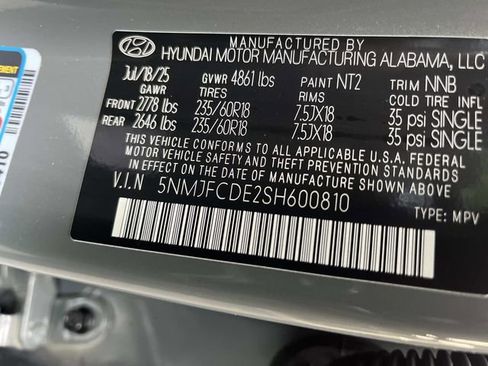 MANUFACTURED BY
HYUNDAI MOTOR MANUFACTURING ALABAMA, LLC
Jul/18/25 GVWR 4861 lbs PAINT NT2 TRIM NNB
GAWR TIRES RIMS COLD TIRE INFL
FRONT 2778 lbs 235/60R18 7.5JX18 35 psi SINGLE
REAR 2646 lbs 235/60R18 7.5JX18 35 psi SINGLE
THIS VEHICLE CONFORMS TO ALL APPLICABLE U.S.A. FEDERAL
MOTOR VEHICLE SAFETY STANDARDS
IN EFFECT ON THE DATE OF MANUFACTURE SHOWN ABOVE.
V.I.N 5NMJFCDE2SH600810
TYPE: MPV